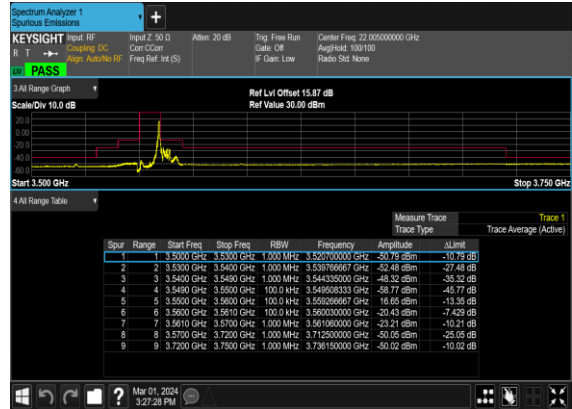 Spectrum Analyzer 1
Spurious Emissions
+
KEYSIGHT Input: RF Input Z: 50 Ω Atten: 20 dB Trig: Free Run Center Freq: 22.005000000 GHz
R T Coupling: DC Corr CCorr Gate: Off Avg|Hold: 100/100
Align: Auto/No RF Freq Ref: Int (S) IF Gain: Low Radio Std: None
PASS
3 All Range Graph
Ref Lvl Offset 15.87 dB
Scale/Div 10.0 dB Ref Value 30.00 dBm
20.0
0.00
-20.0
-40.0
-60.0
Start 3.500 GHz Stop 3.750 GHz
4 All Range Table
Measure Trace Trace 1
Trace Type Trace Average (Active)
Spur Range Start Freq Stop Freq RBW Frequency Amplitude ΔLimit
1 1 3.5000 GHz 3.5300 GHz 1.000 MHz 3.520700000 GHz -50.79 dBm -10.79 dB
2 2 3.5300 GHz 3.5400 GHz 1.000 MHz 3.539766667 GHz -52.48 dBm -27.48 dB
3 3 3.5400 GHz 3.5490 GHz 1.000 MHz 3.544335000 GHz -48.32 dBm -35.32 dB
4 4 3.5490 GHz 3.5500 GHz 100.0 kHz 3.549508333 GHz -58.77 dBm -45.77 dB
5 5 3.5500 GHz 3.5600 GHz 100.0 kHz 3.559266667 GHz 16.65 dBm -13.35 dB
6 6 3.5600 GHz 3.5610 GHz 100.0 kHz 3.560030000 GHz -20.43 dBm -7.429 dB
7 7 3.5610 GHz 3.5700 GHz 1.000 MHz 3.561060000 GHz -23.21 dBm -10.21 dB
8 8 3.5700 GHz 3.7200 GHz 1.000 MHz 3.712500000 GHz -50.05 dBm -25.05 dB
9 9 3.7200 GHz 3.7500 GHz 1.000 MHz 3.736150000 GHz -50.02 dBm -10.02 dB
? Mar 01, 2024
3:27:28 PM